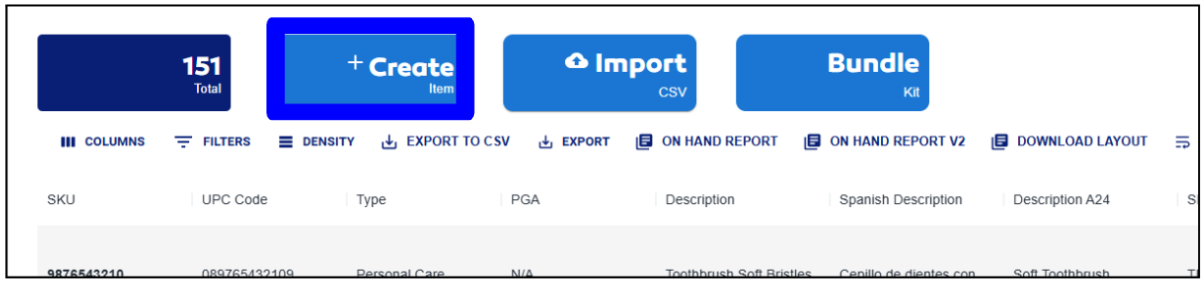 151
Total
+ Create
Item
Import
CSV
Bundle
Kit
COLUMNS FILTERS DENSITY EXPORT TO CSV EXPORT ON HAND REPORT ON HAND REPORT V2 DOWNLOAD LAYOUT
SKU UPC Code Type PGA Description Spanish Description Description A24
9876543210 089765432109 Personal Care N/A Toothbrush Soft Bristles Cepillo de dientes con Soft Toothbrush